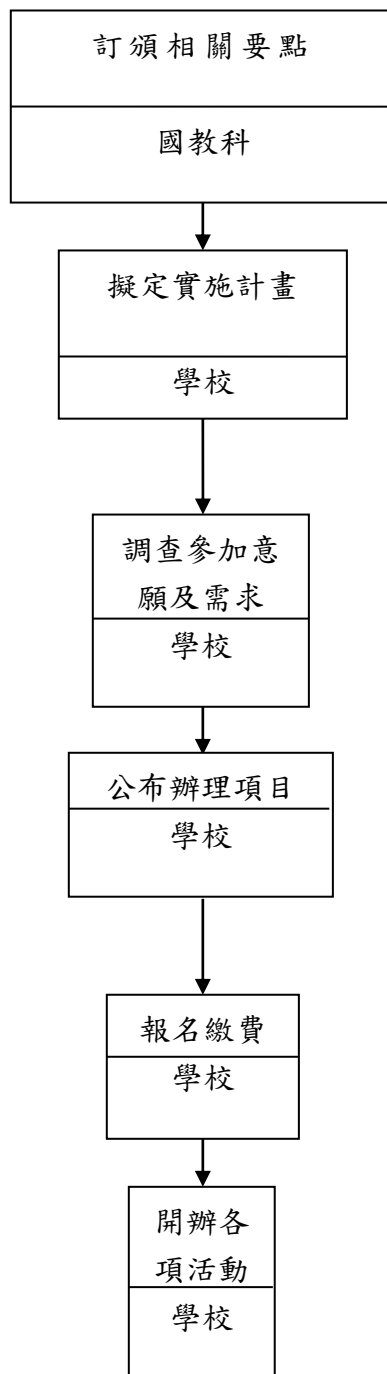 訂頒相關要點
國教科
擬定實施計畫
學校
調查參加意
願及需求
學校
公布辦理項目
學校
報名繳費
學校
開辦各
項活動
學校